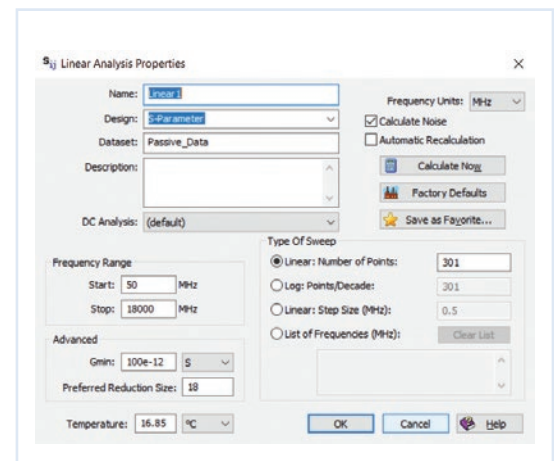 Sij Linear Analysis Properties
Name: Linear1
Design: S-Parameter
Dataset: Passive_Data
Description:
DC Analysis: (default)
Frequency Units: MHz
Calculate Noise
Automatic Recalculation
Calculate Now
Factory Defaults
Save as Favorite...
Frequency Range
Start: 50 MHz
Stop: 18000 MHz
Type Of Sweep
Linear: Number of Points: 301
Log: Points/Decade: 301
Linear: Step Size (MHz): 0.5
List of Frequencies (MHz): Clear List
Advanced
Gmin: 100e-12 S
Preferred Reduction Size: 18
Temperature: 16.85 °C
OK Cancel Help